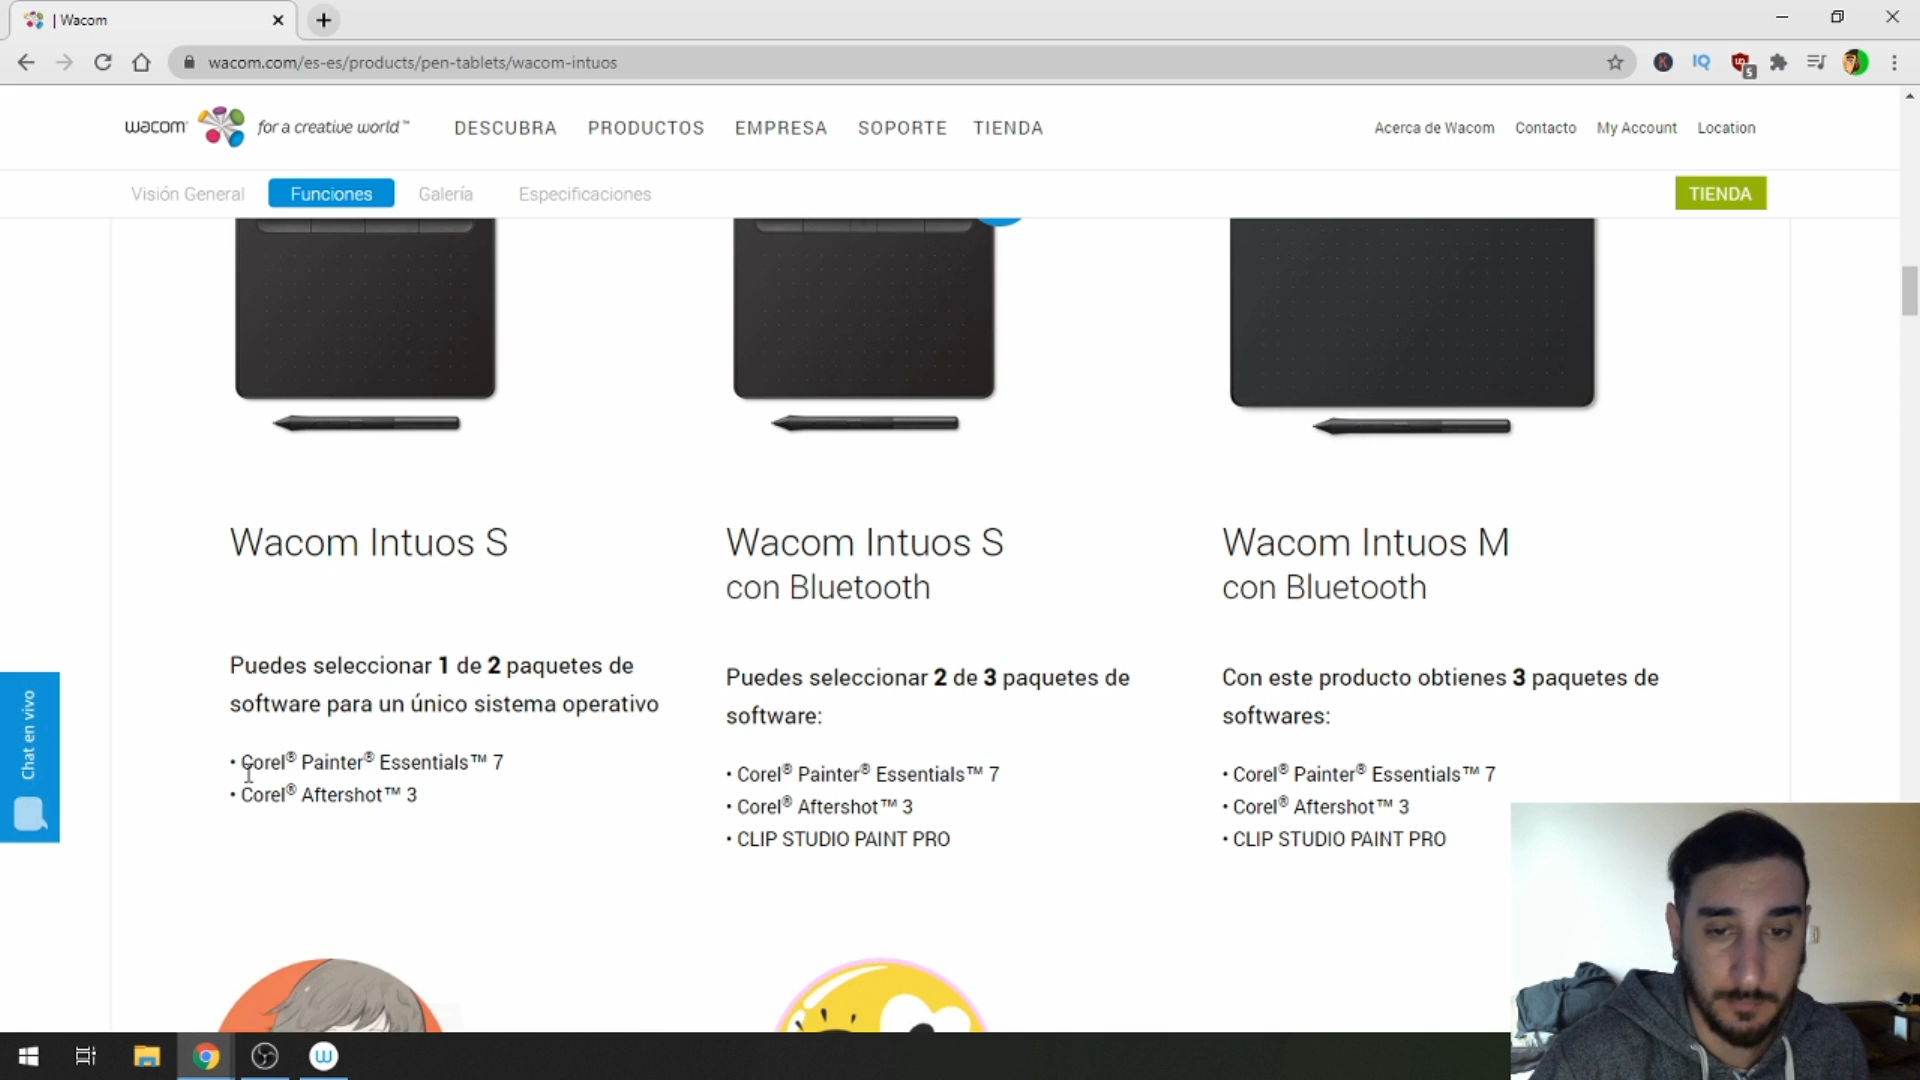 | Wacom
wacom.com/es-es/products/pen-tablets/wacom-intuos
K
IQ
5
wacom® for a creative world™
DESCUBRA
PRODUCTOS
EMPRESA
SOPORTE
TIENDA
Acerca de Wacom
Contacto
My Account
Location
Visión General
Funciones
Galería
Especificaciones
TIENDA
Wacom Intuos S
Puedes seleccionar 1 de 2 paquetes de
software para un único sistema operativo
• Corel® Painter® Essentials™ 7
• Corel® Aftershot™ 3
Wacom Intuos S
con Bluetooth
Puedes seleccionar 2 de 3 paquetes de
software:
• Corel® Painter® Essentials™ 7
• Corel® Aftershot™ 3
• CLIP STUDIO PAINT PRO
Wacom Intuos M
con Bluetooth
Con este producto obtienes 3 paquetes de
softwares:
• Corel® Painter® Essentials™ 7
• Corel® Aftershot™ 3
• CLIP STUDIO PAINT PRO
Chat en vivo
W